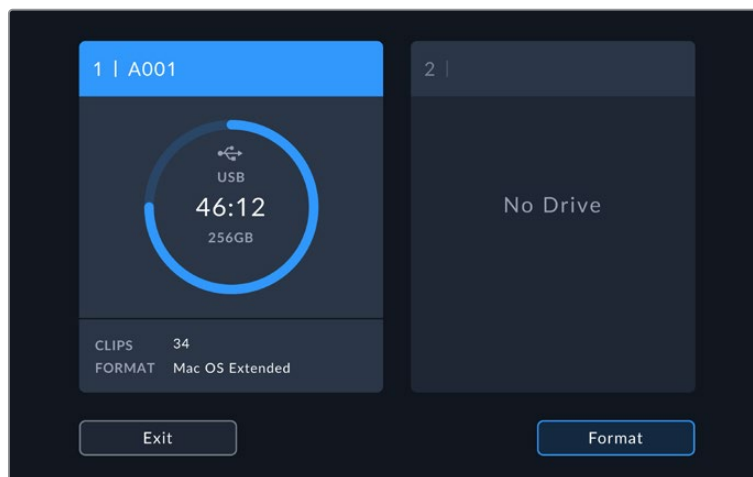 1 | A001
USB
46:12
256GB
CLIPS 34
FORMAT Mac OS Extended
2 |
No Drive
Exit
Format